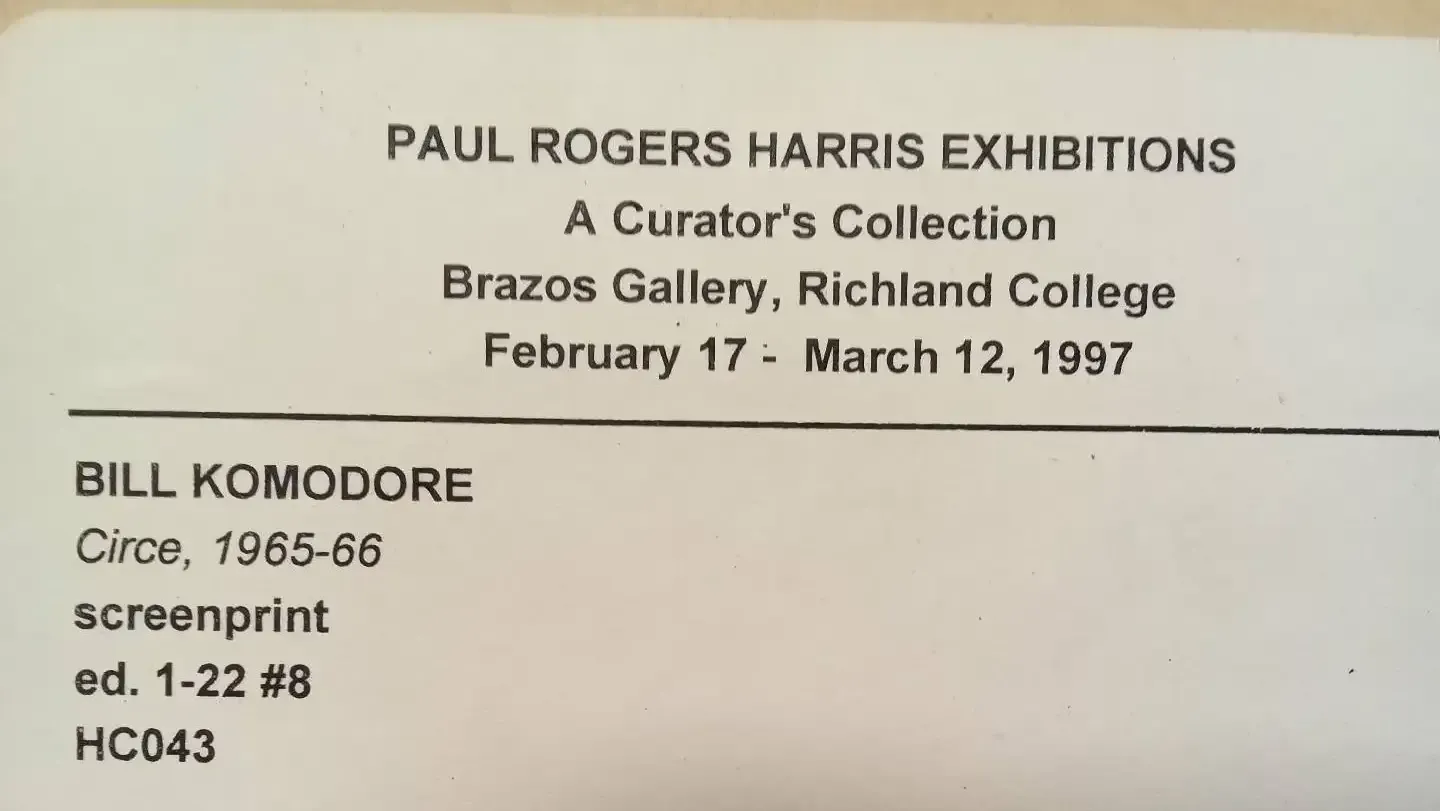 PAUL ROGERS HARRIS EXHIBITIONS
A Curator's Collection
Brazos Gallery, Richland College
February 17 - March 12, 1997
BILL KOMODORE
Circe, 1965-66
screenprint
ed. 1-22 #8
HC043